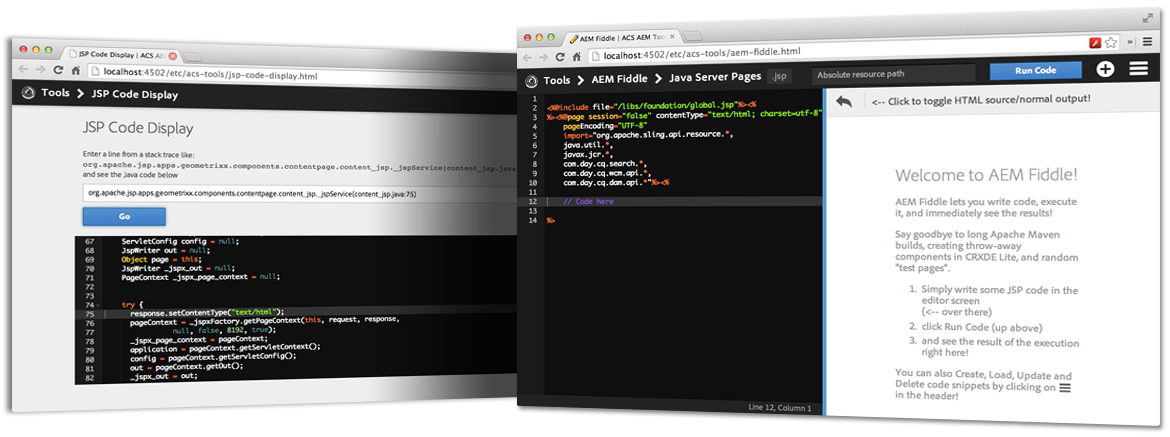 JSP Code Display | ACS AEM
localhost:4502/etc/acs-tools/jsp-code-display.html
Tools > JSP Code Display
JSP Code Display
Enter a line from a stack trace like:
org.apache.jsp.apps.geometrixx.components.contentpage.content_jsp._jspService(content_jsp.java
and see the Java code below
org.apache.jsp.apps.geometrixx.components.contentpage.content_jsp._jspService(content_jsp.java:75)
Go
67 ServletConfig config = null;
68 JspWriter out = null;
69 Object page = this;
70 JspWriter _jspx_out = null;
71 PageContext _jspx_page_context = null;
72
73
74 try {
75 response.setContentType("text/html");
76 pageContext = _jspxFactory.getPageContext(this, request, response,
77 null, false, 8192, true);
78 _jspx_page_context = pageContext;
79 application = pageContext.getServletContext();
80 config = pageContext.getServletConfig();
81 out = pageContext.getOut();
82 _jspx_out = out;
AEM Fiddle | ACS AEM Too
localhost:4502/etc/acs-tools/aem-fiddle.html
Tools > AEM Fiddle > Java Server Pages .jsp
Absolute resource path
Run Code
1
2 <%@include file="/libs/foundation/global.jsp"%><%
3 %><%@page session="false" contentType="text/html; charset=utf-8"
4 pageEncoding="UTF-8"
5 import="org.apache.sling.api.resource.*,
6 java.util.*,
7 javax.jcr.*,
8 com.day.cq.search.*,
9 com.day.cq.wcm.api.*,
10 com.day.cq.dam.api.*"%><%
11
12 // Code here
13
14 %>
Line 12, Column 1
<-- Click to toggle HTML source/normal output!
Welcome to AEM Fiddle!
AEM Fiddle lets you write code, execute
it, and immediately see the results!
Say goodbye to long Apache Maven
builds, creating throw-away
components in CRXDE Lite, and random
"test pages".
1. Simply write some JSP code in the
editor screen
(<-- over there)
2. click Run Code (up above)
3. and see the result of the execution
right here!
You can also Create, Load, Update and
Delete code snippets by clicking on
in the header!